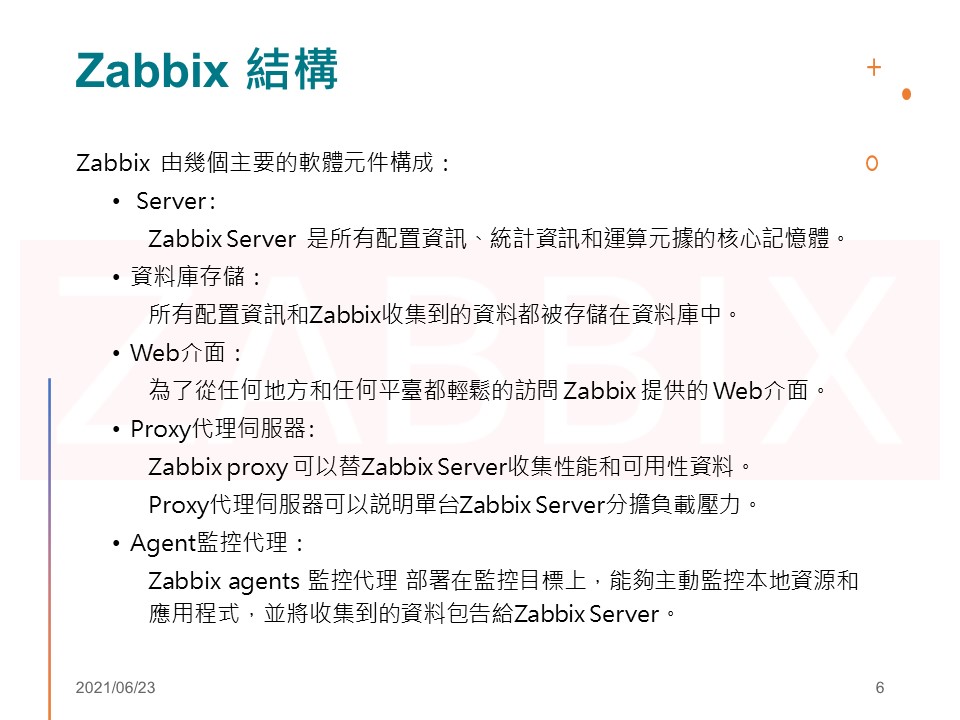 Zabbix 結構
Zabbix 由幾個主要的軟體元件構成：
• Server：
Zabbix Server 是所有配置資訊、統計資訊和運算元據的核心記憶體。
• 資料庫存儲：
所有配置資訊和Zabbix收集到的資料都被存儲在資料庫中。
• Web介面：
為了從任何地方和任何平臺都輕鬆的訪問 Zabbix 提供的 Web介面。
• Proxy代理伺服器：
Zabbix proxy 可以替Zabbix Server收集性能和可用性資料。
Proxy代理伺服器可以説明單台Zabbix Server分擔負載壓力。
• Agent監控代理：
Zabbix agents 監控代理 部署在監控目標上，能夠主動監控本地資源和
應用程式，並將收集到的資料包告給Zabbix Server。
ZABBIX
2021/06/23
6